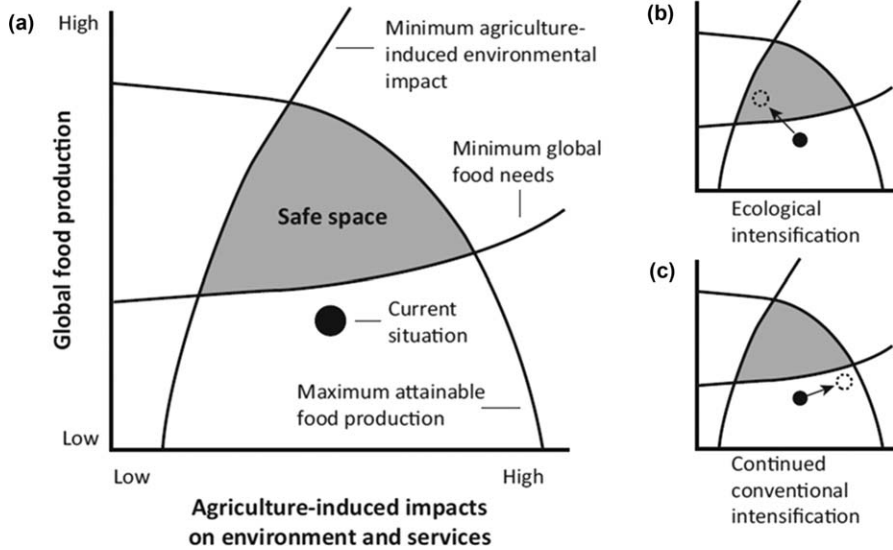 (a)
High
Global food production
Low
Minimum agriculture-
induced environmental
impact
Minimum global
food needs
Safe space
Current
situation
Maximum attainable
food production
Low
High
Agriculture-induced impacts
on environment and services
(b)
Ecological
intensification
(c)
Continued
conventional
intensification